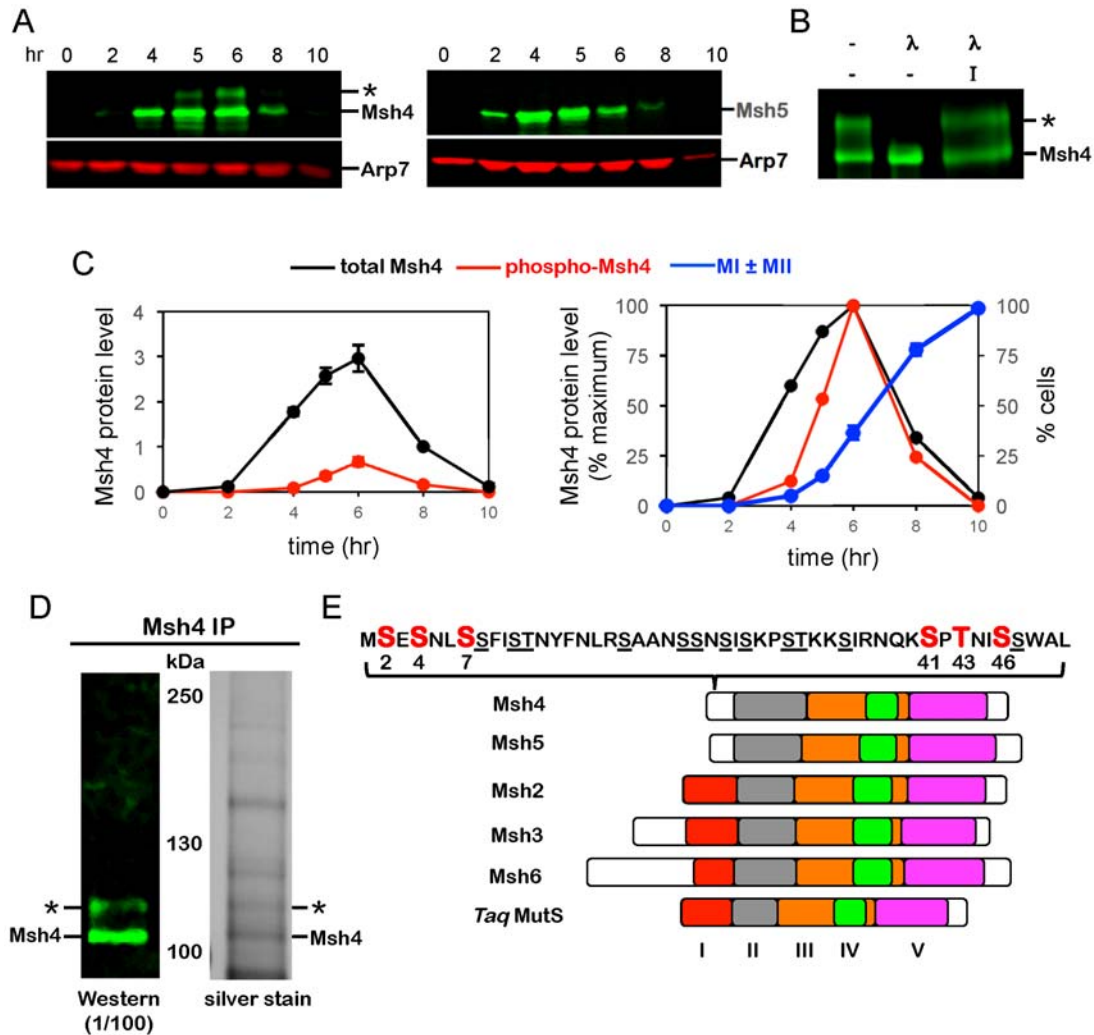 A
hr 0 2 4 5 6 8 10
*
Msh4
Arp7
0 2 4 5 6 8 10
Msh5
Arp7
B
- λ λ
- - I
*
Msh4
C
total Msh4 phospho-Msh4 MI ± MII
Msh4 protein level
4
3
2
1
0
0 2 4 6 8 10
time (hr)
Msh4 protein level
(% maximum)
100
75
50
25
0
0 2 4 6 8 10
time (hr)
100
75
50
25
0
% cells
D
Msh4 IP
kDa
250
130
100
*
Msh4
*
Msh4
Western
(1/100)
silver stain
E
MSESNLSSFISTNYFNLRSAANSSNSISKPSTKKSIRNQKSPTNISSWAL
2 4 7 41 43 46
Msh4
Msh5
Msh2
Msh3
Msh6
Taq MutS
I II III IV V